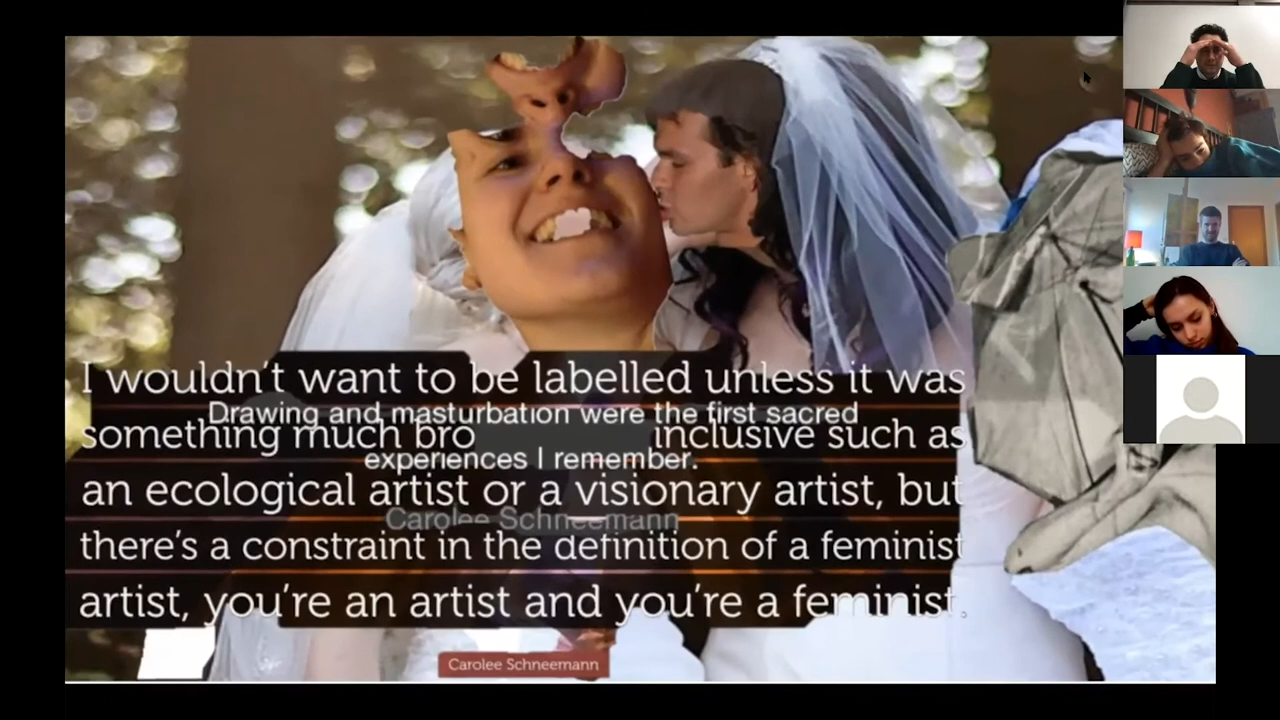 I wouldn't want to be labelled unless it was
Drawing and masturbation were the first sacred
something much bro inclusive such as
experiences I remember.
an ecological artist or a visionary artist, but
Carolee Schneemann
there's a constraint in the definition of a feminist
artist, you're an artist and you're a feminist.
Carolee Schneemann